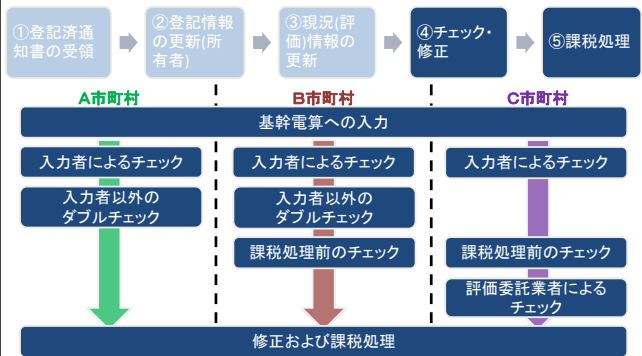 ①登記済通
知書の受領
②登記情報
の更新(所
有者)
③現況(評
価)情報の
更新
④チェック・
修正
⑤課税処理
A市町村
B市町村
C市町村
基幹電算への入力
入力者によるチェック
入力者によるチェック
入力者によるチェック
入力者以外の
ダブルチェック
入力者以外の
ダブルチェック
課税処理前のチェック
課税処理前のチェック
評価委託業者による
チェック
修正および課税処理